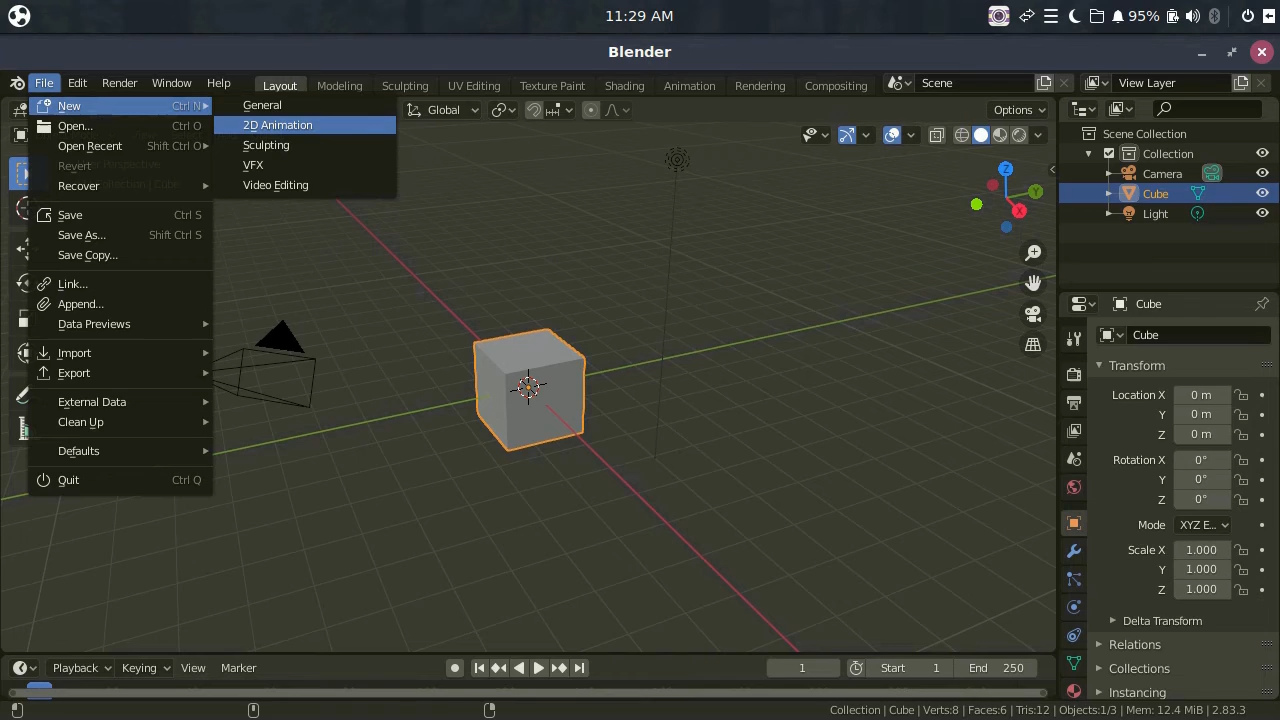 11:29 AM
95%
Blender
File Edit Render Window Help
Layout Modeling Sculpting UV Editing Texture Paint Shading Animation Rendering Compositing
Scene
View Layer
New Ctrl N
Open... Ctrl O
Open Recent Shift Ctrl O
Revert
Recover
Save Ctrl S
Save As... Shift Ctrl S
Save Copy...
Link...
Append...
Data Previews
Import
Export
External Data
Clean Up
Defaults
Quit Ctrl Q
General
2D Animation
Sculpting
VFX
Video Editing
Global
Options
Perspective
Collection | Cube
Z
Y
X
Scene Collection
Collection
Camera
Cube
Light
Cube
Cube
Transform
Location X 0 m
Y 0 m
Z 0 m
Rotation X 0°
Y 0°
Z 0°
Mode XYZ E...
Scale X 1.000
Y 1.000
Z 1.000
Delta Transform
Relations
Collections
Instancing
Playback Keying View Marker
1
Start 1
End 250
Collection | Cube | Verts:8 | Faces:6 | Tris:12 | Objects:1/3 | Mem: 12.4 MiB | 2.83.3